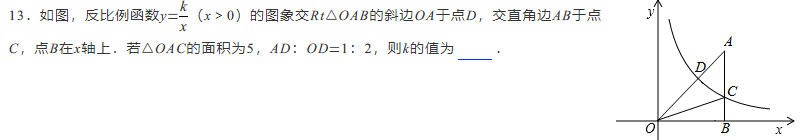 13．如图，反比例函数y=k/x（x＞0）的图象交Rt△OAB的斜边OA于点D，交直角边AB于点
C，点B在x轴上．若△OAC的面积为5，AD：OD=1：2，则k的值为 ____ ．
y
A
D
C
O
B
x